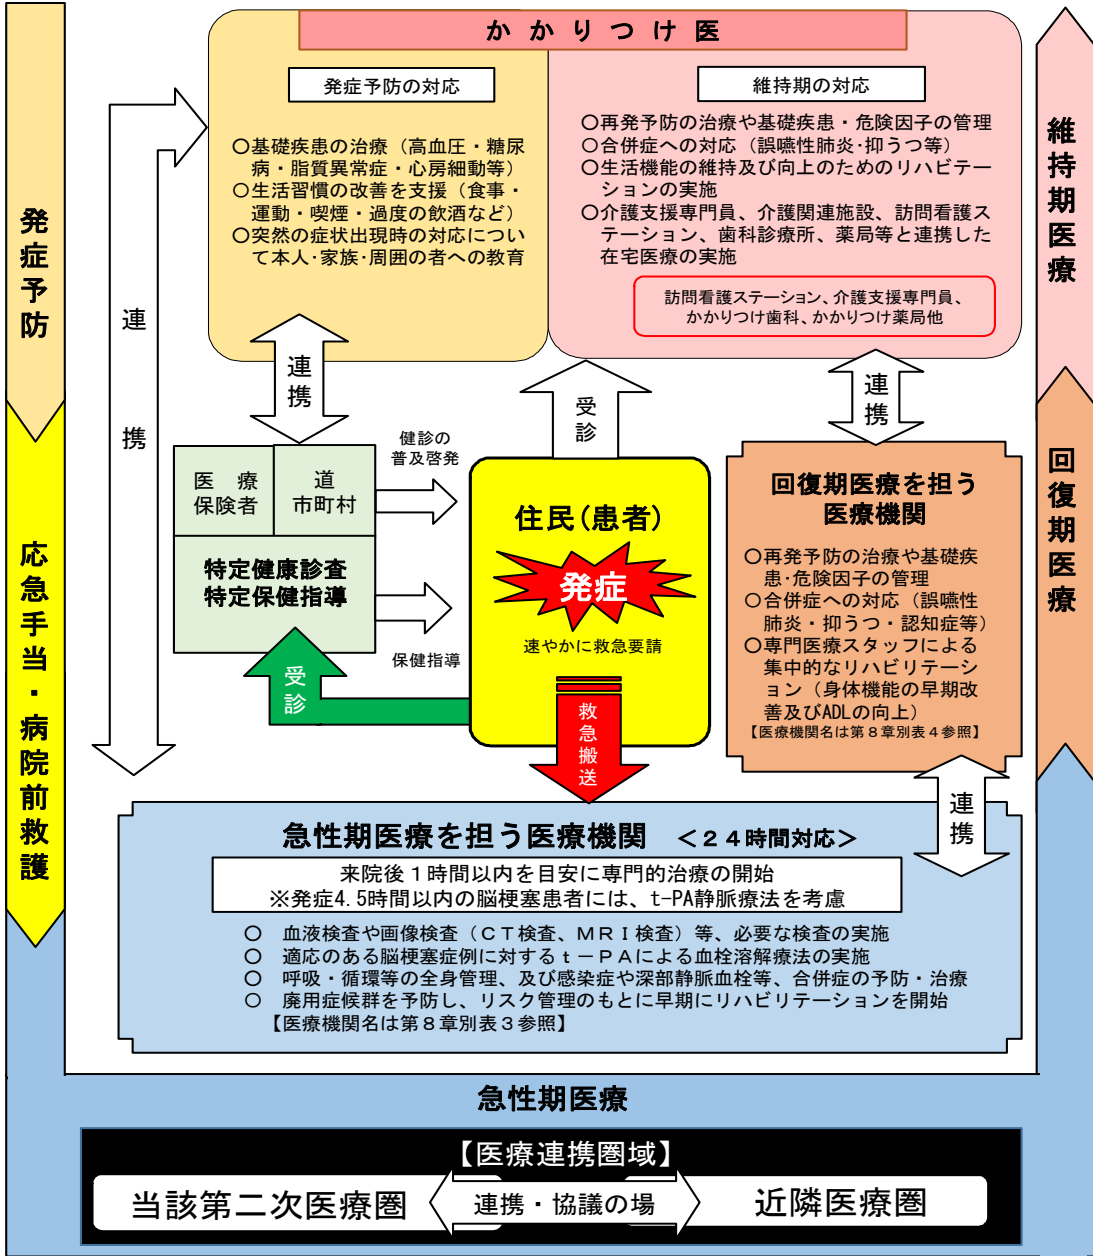 かかりつけ医
発症予防の対応
○基礎疾患の治療（高血圧・糖尿
病・脂質異常症・心房細動等）
○生活習慣の改善を支援（食事・
運動・喫煙・過度の飲酒など）
○突然の症状出現時の対応につい
て本人･家族･周囲の者への教育
維持期の対応
○再発予防の治療や基礎疾患・危険因子の管理
○合併症への対応（誤嚥性肺炎･抑うつ等）
○生活機能の維持及び向上のためのリハビテー
ションの実施
○介護支援専門員、介護関連施設、訪問看護ス
テーション、歯科診療所、薬局等と連携した
在宅医療の実施
訪問看護ステーション、介護支援専門員、
かかりつけ歯科、かかりつけ薬局他
発症予防
応急手当・病院前救護
維持期医療
回復期医療
連携
連携
受診
連携
医療
保険者
道
市町村
特定健康診査
特定保健指導
健診の
普及啓発
保健指導
受診
住民(患者)
発症
速やかに救急要請
救急搬送
回復期医療を担う
医療機関
○再発予防の治療や基礎疾
患･危険因子の管理
○合併症への対応（誤嚥性
肺炎・抑うつ・認知症等）
○専門医療スタッフによる
集中的なリハビリテーシ
ョン（身体機能の早期改
善及びADLの向上）
【医療機関名は第８章別表４参照】
連携
急性期医療を担う医療機関　＜２４時間対応＞
来院後１時間以内を目安に専門的治療の開始
※発症4.5時間以内の脳梗塞患者には、t-PA静脈療法を考慮
○　血液検査や画像検査（ＣＴ検査、ＭＲＩ検査）等、必要な検査の実施
○　適応のある脳梗塞症例に対するｔ－ＰＡによる血栓溶解療法の実施
○　呼吸・循環等の全身管理、及び感染症や深部静脈血栓等、合併症の予防・治療
○　廃用症候群を予防し、リスク管理のもとに早期にリハビリテーションを開始
【医療機関名は第８章別表３参照】
急性期医療
【医療連携圏域】
当該第二次医療圏
連携・協議の場
近隣医療圏